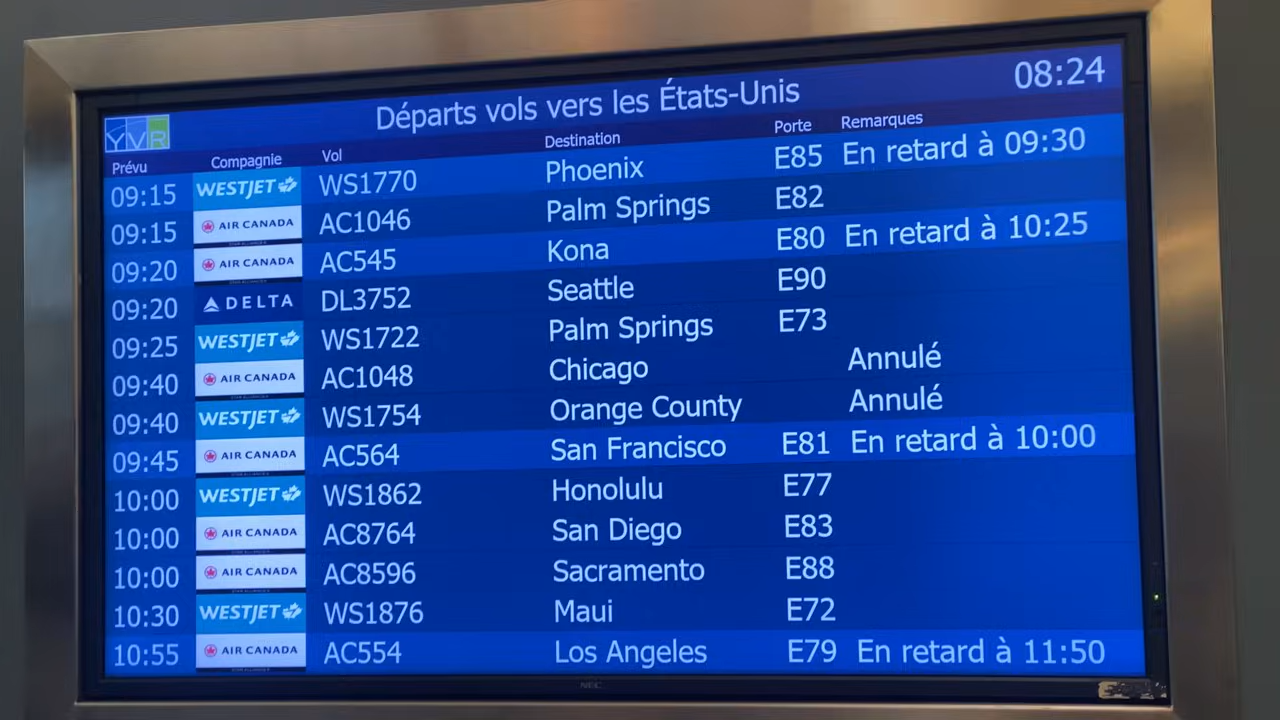 Départs vols vers les États-Unis 08:24
YVR
Prévu Compagnie Vol Destination Porte Remarques
09:15 WESTJET WS1770 Phoenix E85 En retard à 09:30
09:15 AIR CANADA AC1046 Palm Springs E82
09:20 AIR CANADA AC545 Kona E80 En retard à 10:25
09:20 DELTA DL3752 Seattle E90
09:25 WESTJET WS1722 Palm Springs E73
09:40 AIR CANADA AC1048 Chicago Annulé
09:40 WESTJET WS1754 Orange County Annulé
09:45 AIR CANADA AC564 San Francisco E81 En retard à 10:00
10:00 WESTJET WS1862 Honolulu E77
10:00 AIR CANADA AC8764 San Diego E83
10:00 AIR CANADA AC8596 Sacramento E88
10:30 WESTJET WS1876 Maui E72
10:55 AIR CANADA AC554 Los Angeles E79 En retard à 11:50
NEC